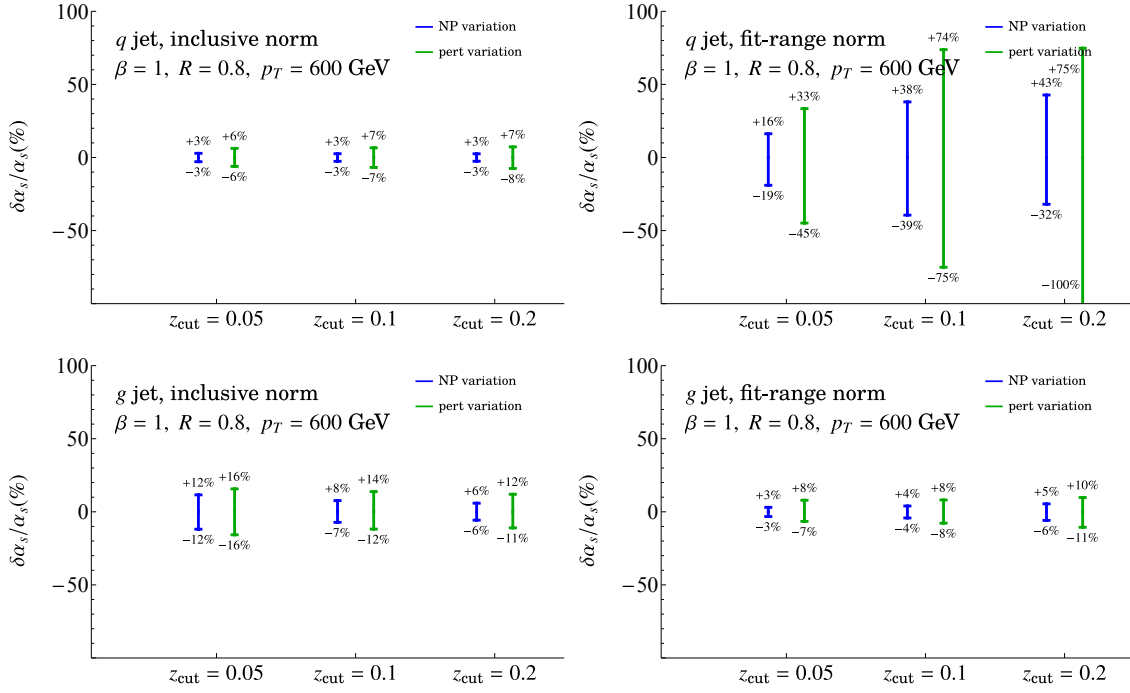 q jet, inclusive norm
β = 1, R = 0.8, p_T = 600 GeV
NP variation
pert variation
100
50
0
−50
δα_s/α_s(%)
+3%
−3%
+6%
−6%
+3%
−3%
+7%
−7%
+3%
−3%
+7%
−8%
z_cut = 0.05
z_cut = 0.1
z_cut = 0.2
q jet, fit-range norm
β = 1, R = 0.8, p_T = 600 GeV
NP variation
pert variation
100
50
0
−50
δα_s/α_s(%)
+16%
−19%
+33%
−45%
+38%
−39%
+74%
−75%
+43%
−32%
+75%
−100%
z_cut = 0.05
z_cut = 0.1
z_cut = 0.2
g jet, inclusive norm
β = 1, R = 0.8, p_T = 600 GeV
NP variation
pert variation
100
50
0
−50
δα_s/α_s(%)
+12%
−12%
+16%
−16%
+8%
−7%
+14%
−12%
+6%
−6%
+12%
−11%
z_cut = 0.05
z_cut = 0.1
z_cut = 0.2
g jet, fit-range norm
β = 1, R = 0.8, p_T = 600 GeV
NP variation
pert variation
100
50
0
−50
δα_s/α_s(%)
+3%
−3%
+8%
−7%
+4%
−4%
+8%
−8%
+5%
−6%
+10%
−11%
z_cut = 0.05
z_cut = 0.1
z_cut = 0.2